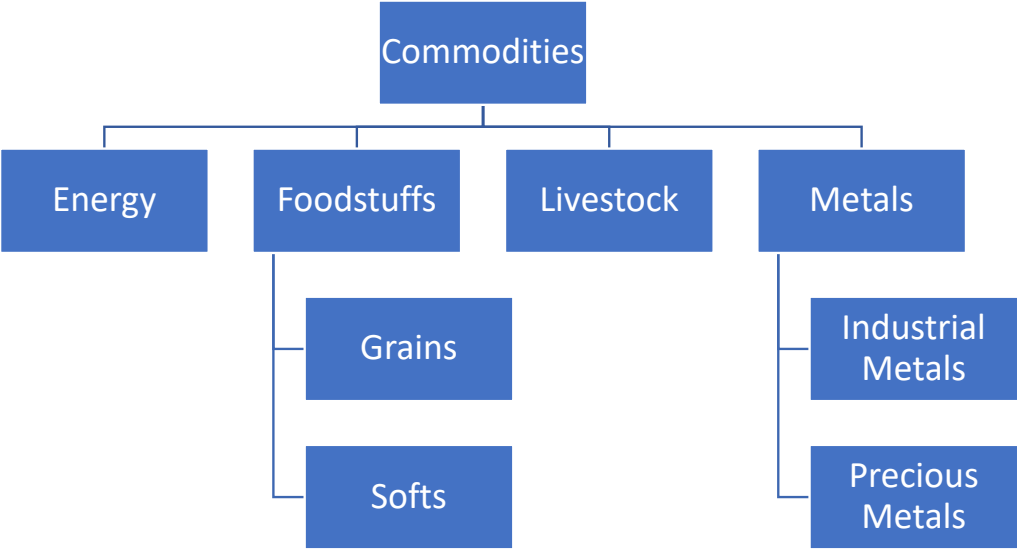 Commodities
Energy
Foodstuffs
Livestock
Metals
Grains
Industrial
Metals
Softs
Precious
Metals